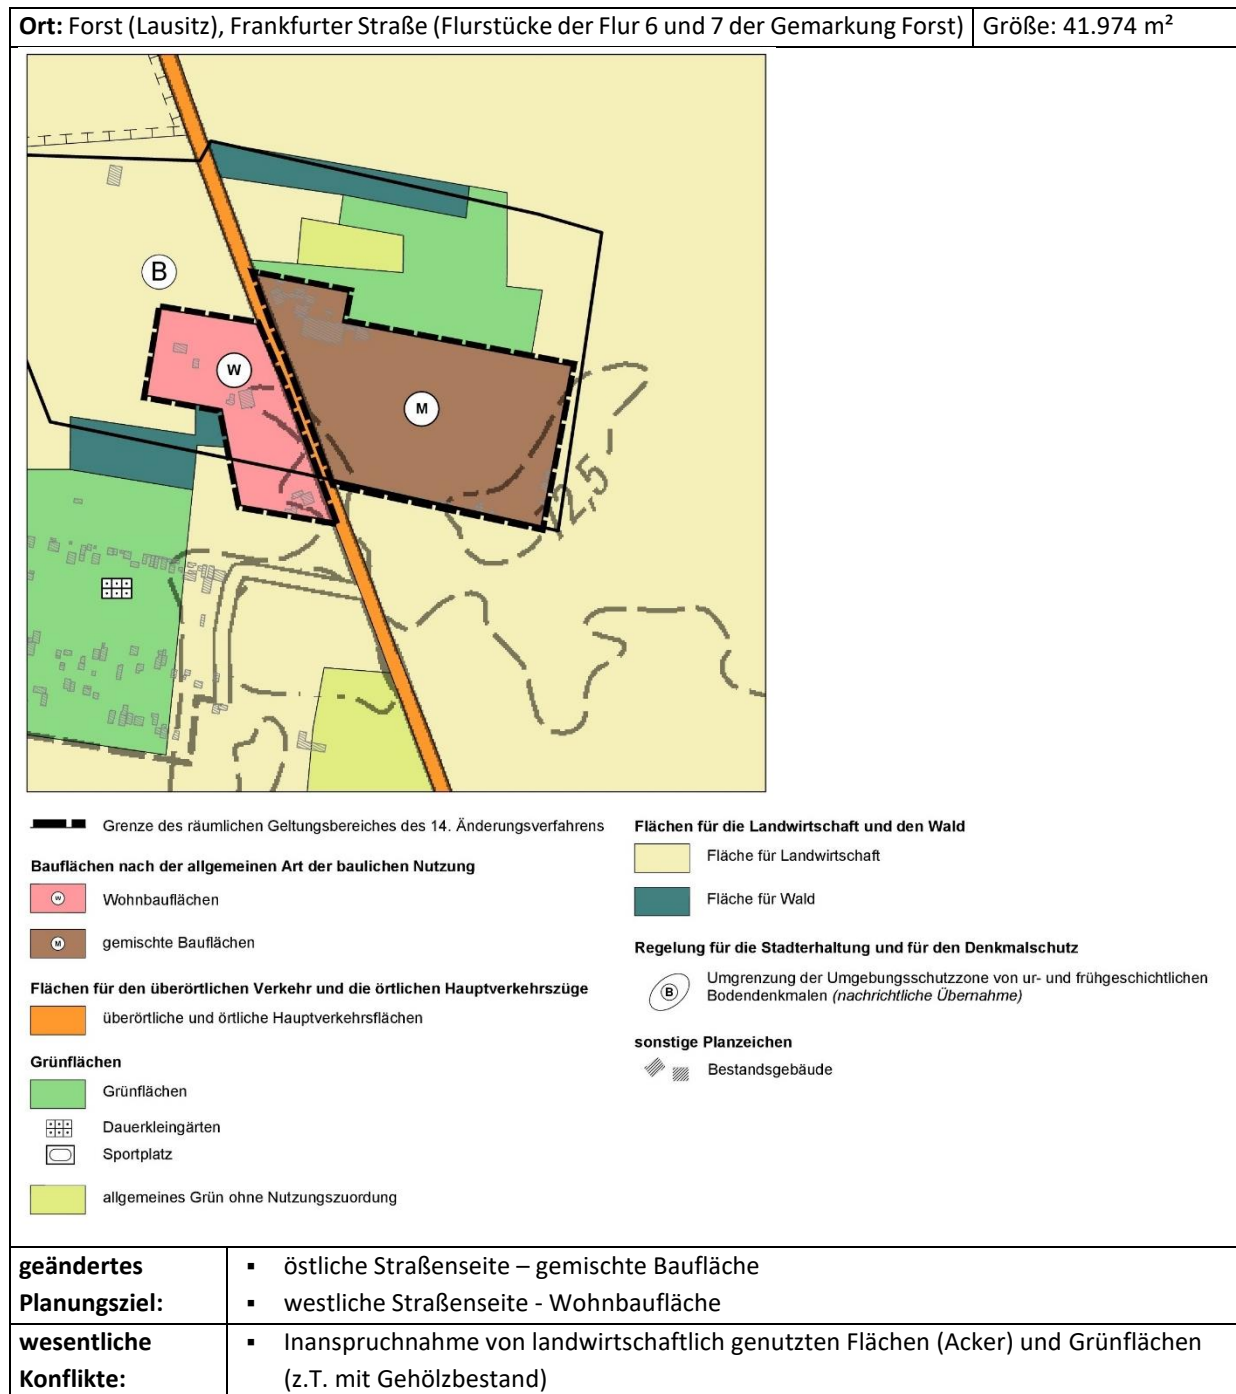 Ort: Forst (Lausitz), Frankfurter Straße (Flurstücke der Flur 6 und 7 der Gemarkung Forst) Größe: 41.974 m²
B
W
M
Grenze des räumlichen Geltungsbereiches des 14. Änderungsverfahrens
Bauflächen nach der allgemeinen Art der baulichen Nutzung
W Wohnbauflächen
M gemischte Bauflächen
Flächen für den überörtlichen Verkehr und die örtlichen Hauptverkehrszüge
überörtliche und örtliche Hauptverkehrsflächen
Grünflächen
Grünflächen
Dauerkleingärten
Sportplatz
allgemeines Grün ohne Nutzungszuordung
Flächen für die Landwirtschaft und den Wald
Fläche für Landwirtschaft
Fläche für Wald
Regelung für die Stadterhaltung und für den Denkmalschutz
B Umgrenzung der Umgebungsschutzzone von ur- und frühgeschichtlichen
Bodendenkmalen (nachrichtliche Übernahme)
sonstige Planzeichen
Bestandsgebäude
geändertes
Planungsziel:
▪ östliche Straßenseite – gemischte Baufläche
▪ westliche Straßenseite - Wohnbaufläche
wesentliche
Konflikte:
▪ Inanspruchnahme von landwirtschaftlich genutzten Flächen (Acker) und Grünflächen
(z.T. mit Gehölzbestand)